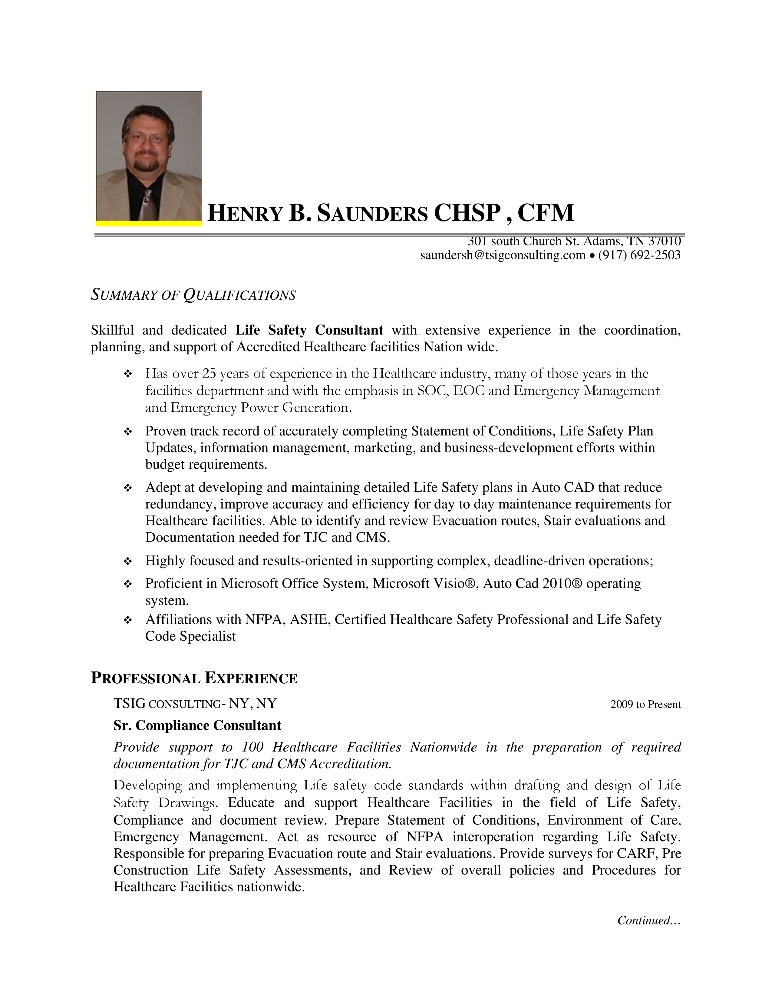 HENRY B. SAUNDERS CHSP , CFM
301 south Church St. Adams, TN 37010
saundersh@tsigconsulting.com • (917) 692-2503
SUMMARY OF QUALIFICATIONS
Skillful and dedicated Life Safety Consultant with extensive experience in the coordination,
planning, and support of Accredited Healthcare facilities Nation wide.
❖ Has over 25 years of experience in the Healthcare industry, many of those years in the
facilities department and with the emphasis in SOC, EOC and Emergency Management
and Emergency Power Generation.
❖ Proven track record of accurately completing Statement of Conditions, Life Safety Plan
Updates, information management, marketing, and business-development efforts within
budget requirements.
❖ Adept at developing and maintaining detailed Life Safety plans in Auto CAD that reduce
redundancy, improve accuracy and efficiency for day to day maintenance requirements for
Healthcare facilities. Able to identify and review Evacuation routes, Stair evaluations and
Documentation needed for TJC and CMS.
❖ Highly focused and results-oriented in supporting complex, deadline-driven operations;
❖ Proficient in Microsoft Office System, Microsoft Visio®, Auto Cad 2010® operating
system.
❖ Affiliations with NFPA, ASHE, Certified Healthcare Safety Professional and Life Safety
Code Specialist
PROFESSIONAL EXPERIENCE
TSIG CONSULTING- NY, NY 2009 to Present
Sr. Compliance Consultant
Provide support to 100 Healthcare Facilities Nationwide in the preparation of required
documentation for TJC and CMS Accreditation.
Developing and implementing Life safety code standards within drafting and design of Life
Safety Drawings. Educate and support Healthcare Facilities in the field of Life Safety,
Compliance and document review. Prepare Statement of Conditions, Environment of Care,
Emergency Management. Act as resource of NFPA interoperation regarding Life Safety.
Responsible for preparing Evacuation route and Stair evaluations. Provide surveys for CARF, Pre
Construction Life Safety Assessments, and Review of overall policies and Procedures for
Healthcare Facilities nationwide.
Continued…